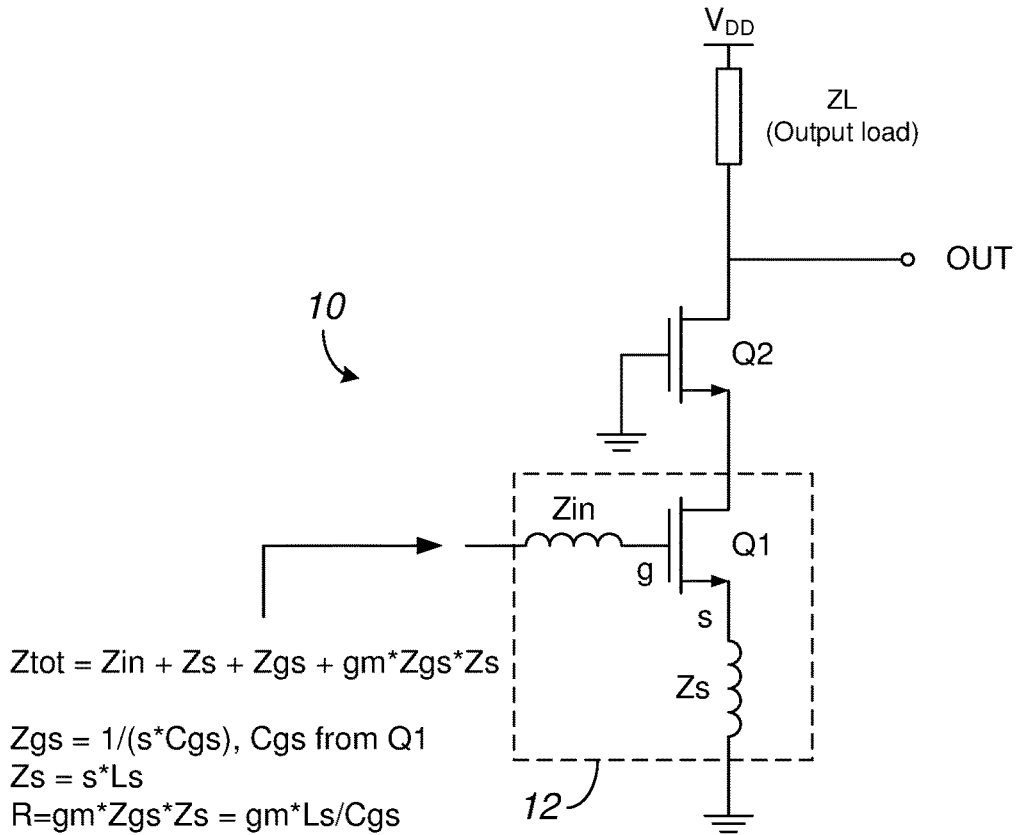 VDD
ZL
(Output load)
OUT
10
Q2
Zin
Q1
g
s
Ztot = Zin + Zs + Zgs + gm*Zgs*Zs
Zs
Zgs = 1/(s*Cgs), Cgs from Q1
Zs = s*Ls
R=gm*Zgs*Zs = gm*Ls/Cgs
12